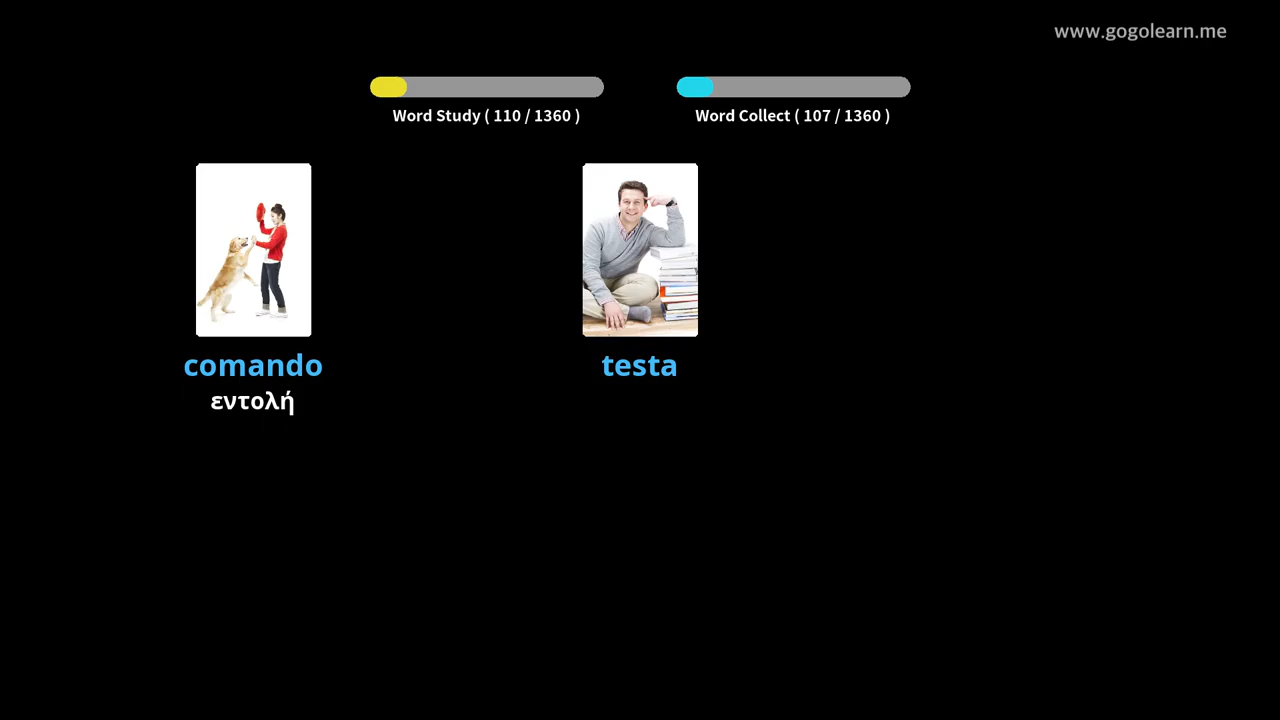 www.gogolearn.me
Word Study ( 110 / 1360 )
Word Collect ( 107 / 1360 )
comando
εντολή
testa